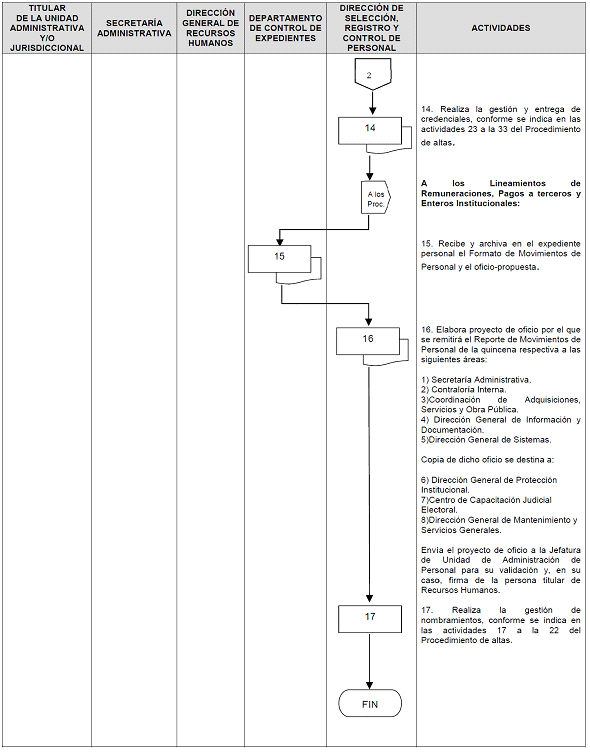 TITULAR
DE LA UNIDAD
ADMINISTRATIVA
Y/O
JURISDICCIONAL
SECRETARÍA
ADMINISTRATIVA
DIRECCIÓN
GENERAL DE
RECURSOS
HUMANOS
DEPARTAMENTO
DE CONTROL DE
EXPEDIENTES
DIRECCIÓN DE
SELECCIÓN,
REGISTRO Y
CONTROL DE
PERSONAL
ACTIVIDADES
2
14
14. Realiza la gestión y entrega de
credenciales, conforme se indica en las
actividades 23 a la 33 del Procedimiento
de altas.
A los
Proc.
A los Lineamientos de
Remuneraciones, Pagos a terceros y
Enteros Institucionales:
15
15. Recibe y archiva en el expediente
personal el Formato de Movimientos de
Personal y el oficio-propuesta.
16
16. Elabora proyecto de oficio por el que
se remitirá el Reporte de Movimientos de
Personal de la quincena respectiva a las
siguientes áreas:
1) Secretaría Administrativa.
2) Contraloría Interna.
3)Coordinación de Adquisiciones,
Servicios y Obra Pública.
4) Dirección General de Información y
Documentación.
5)Dirección General de Sistemas.
Copia de dicho oficio se destina a:
6) Dirección General de Protección
Institucional.
7)Centro de Capacitación Judicial
Electoral.
8)Dirección General de Mantenimiento y
Servicios Generales.
Envía el proyecto de oficio a la Jefatura
de Unidad de Administración de
Personal para su validación y, en su
caso, firma de la persona titular de
Recursos Humanos.
17
17. Realiza la gestión de
nombramientos, conforme se indica en
las actividades 17 a la 22 del
Procedimiento de altas.
FIN